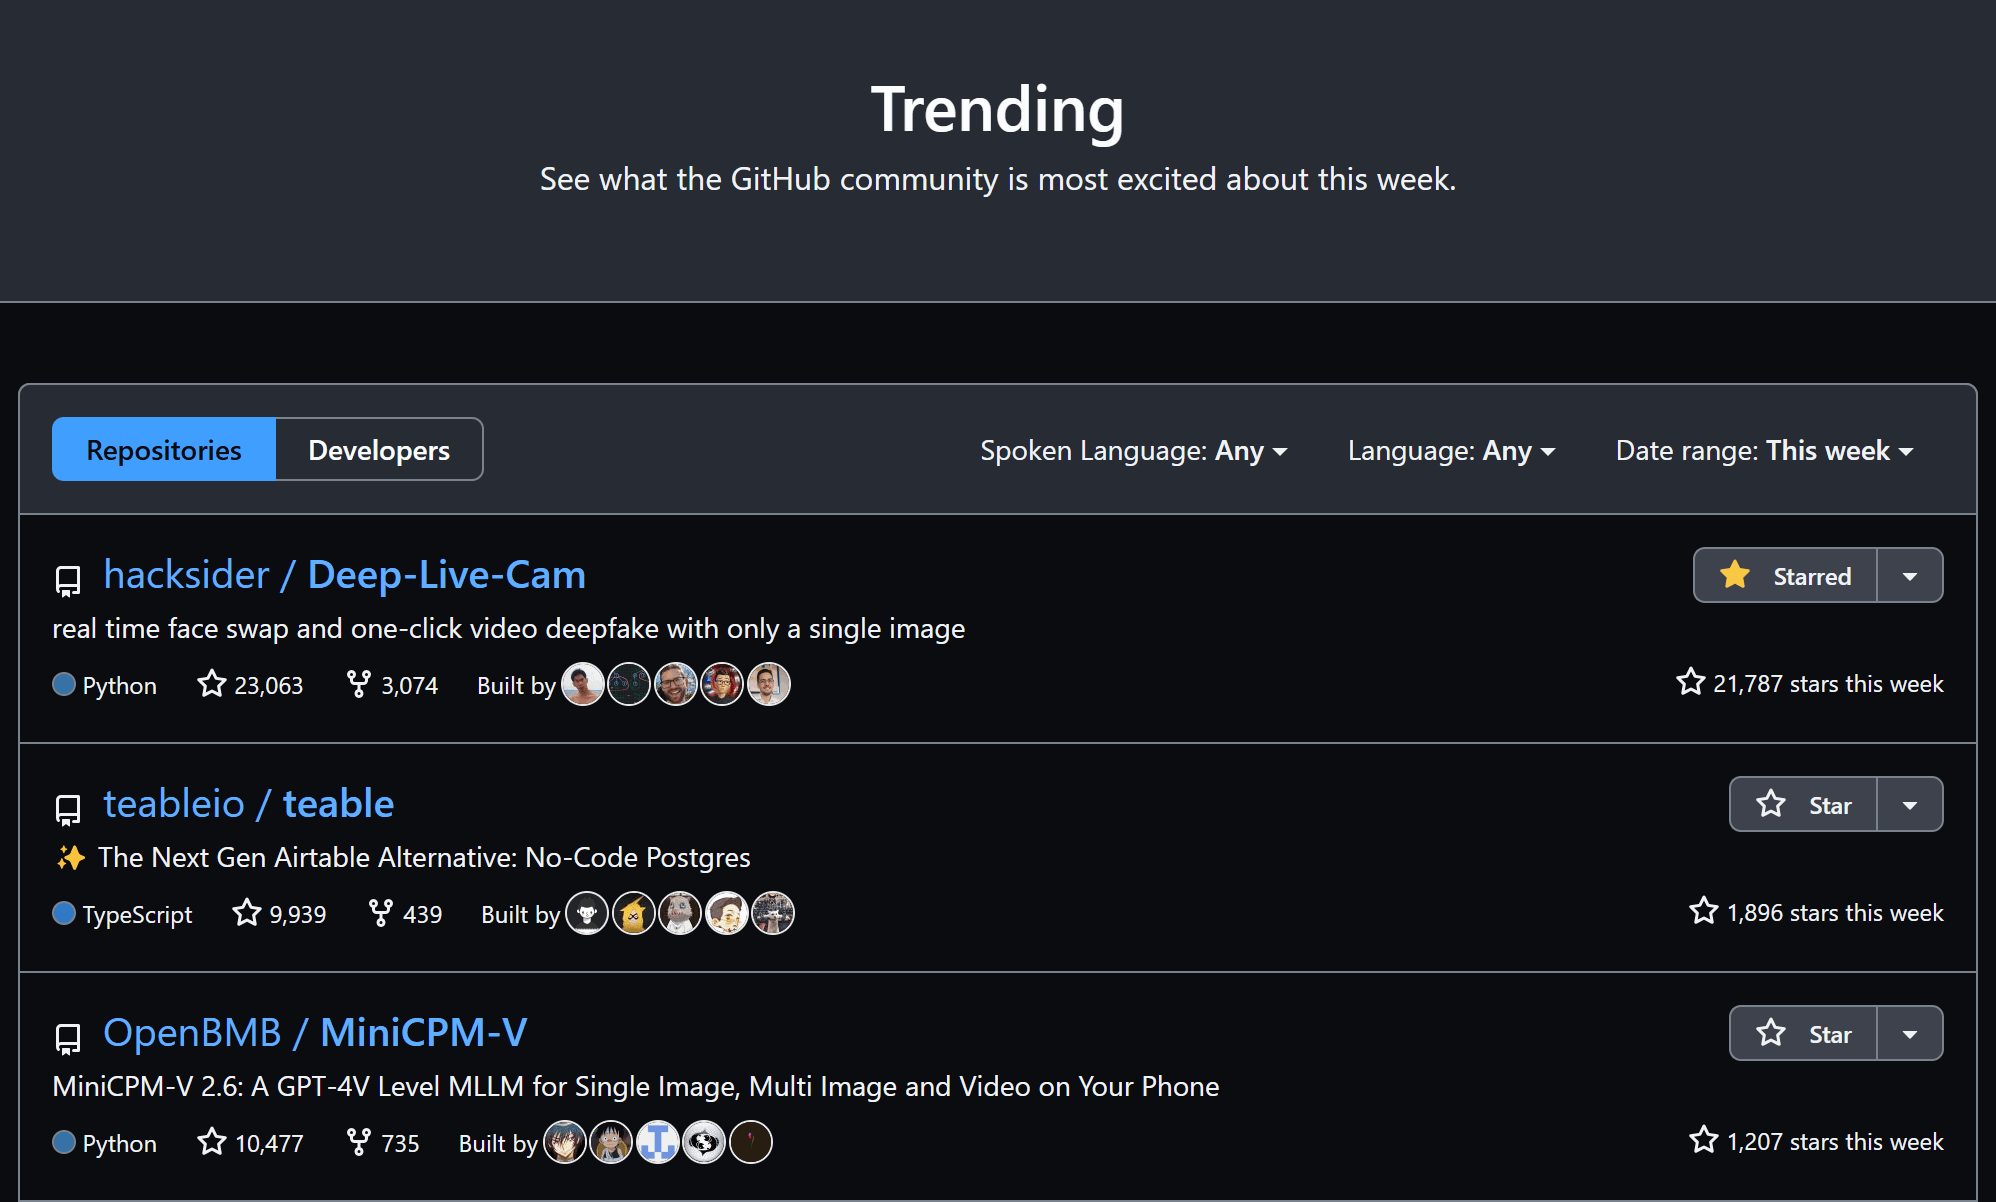 Trending
See what the GitHub community is most excited about this week.
Repositories Developers Spoken Language: Any Language: Any Date range: This week
hacksider / Deep-Live-Cam Starred
real time face swap and one-click video deepfake with only a single image
Python 23,063 3,074 Built by 21,787 stars this week
teableio / teable Star
✨ The Next Gen Airtable Alternative: No-Code Postgres
TypeScript 9,939 439 Built by 1,896 stars this week
OpenBMB / MiniCPM-V Star
MiniCPM-V 2.6: A GPT-4V Level MLLM for Single Image, Multi Image and Video on Your Phone
Python 10,477 735 Built by 1,207 stars this week